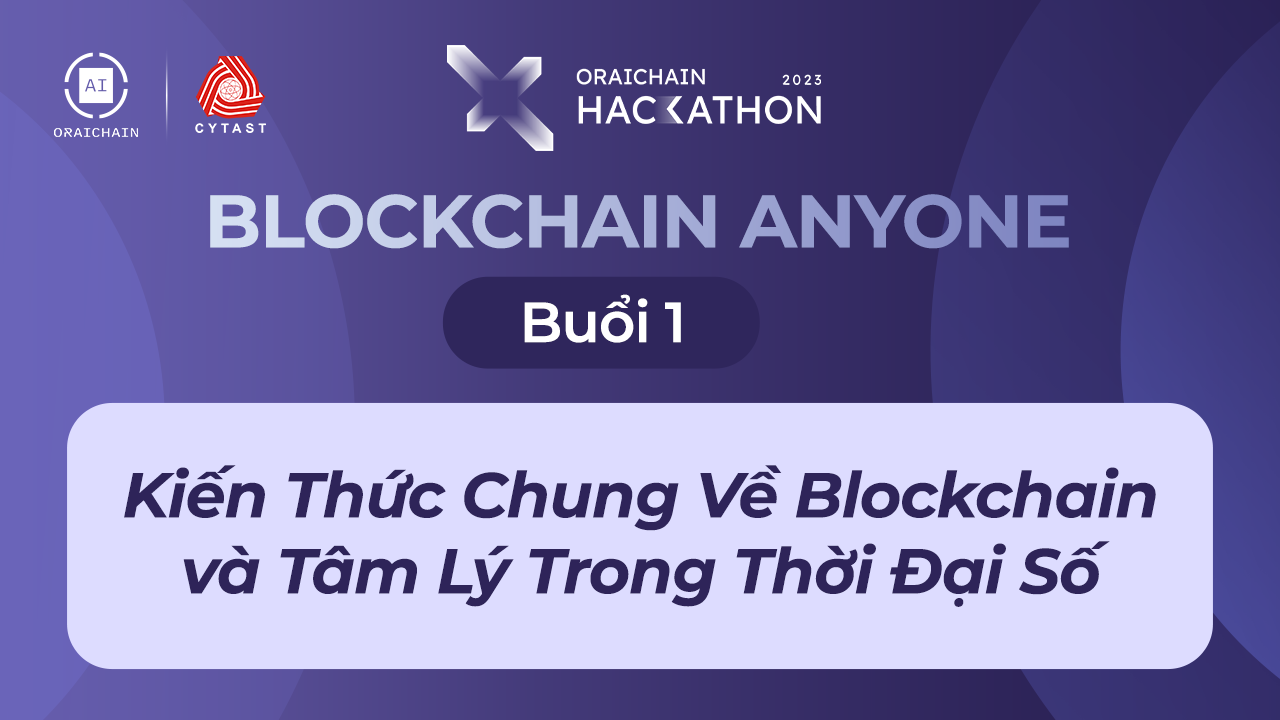 AI
ORAICHAIN
CYTAST
ORAICHAIN 2023
HACKATHON
BLOCKCHAIN ANYONE
Buổi 1
Kiến Thức Chung Về Blockchain
và Tâm Lý Trong Thời Đại Số